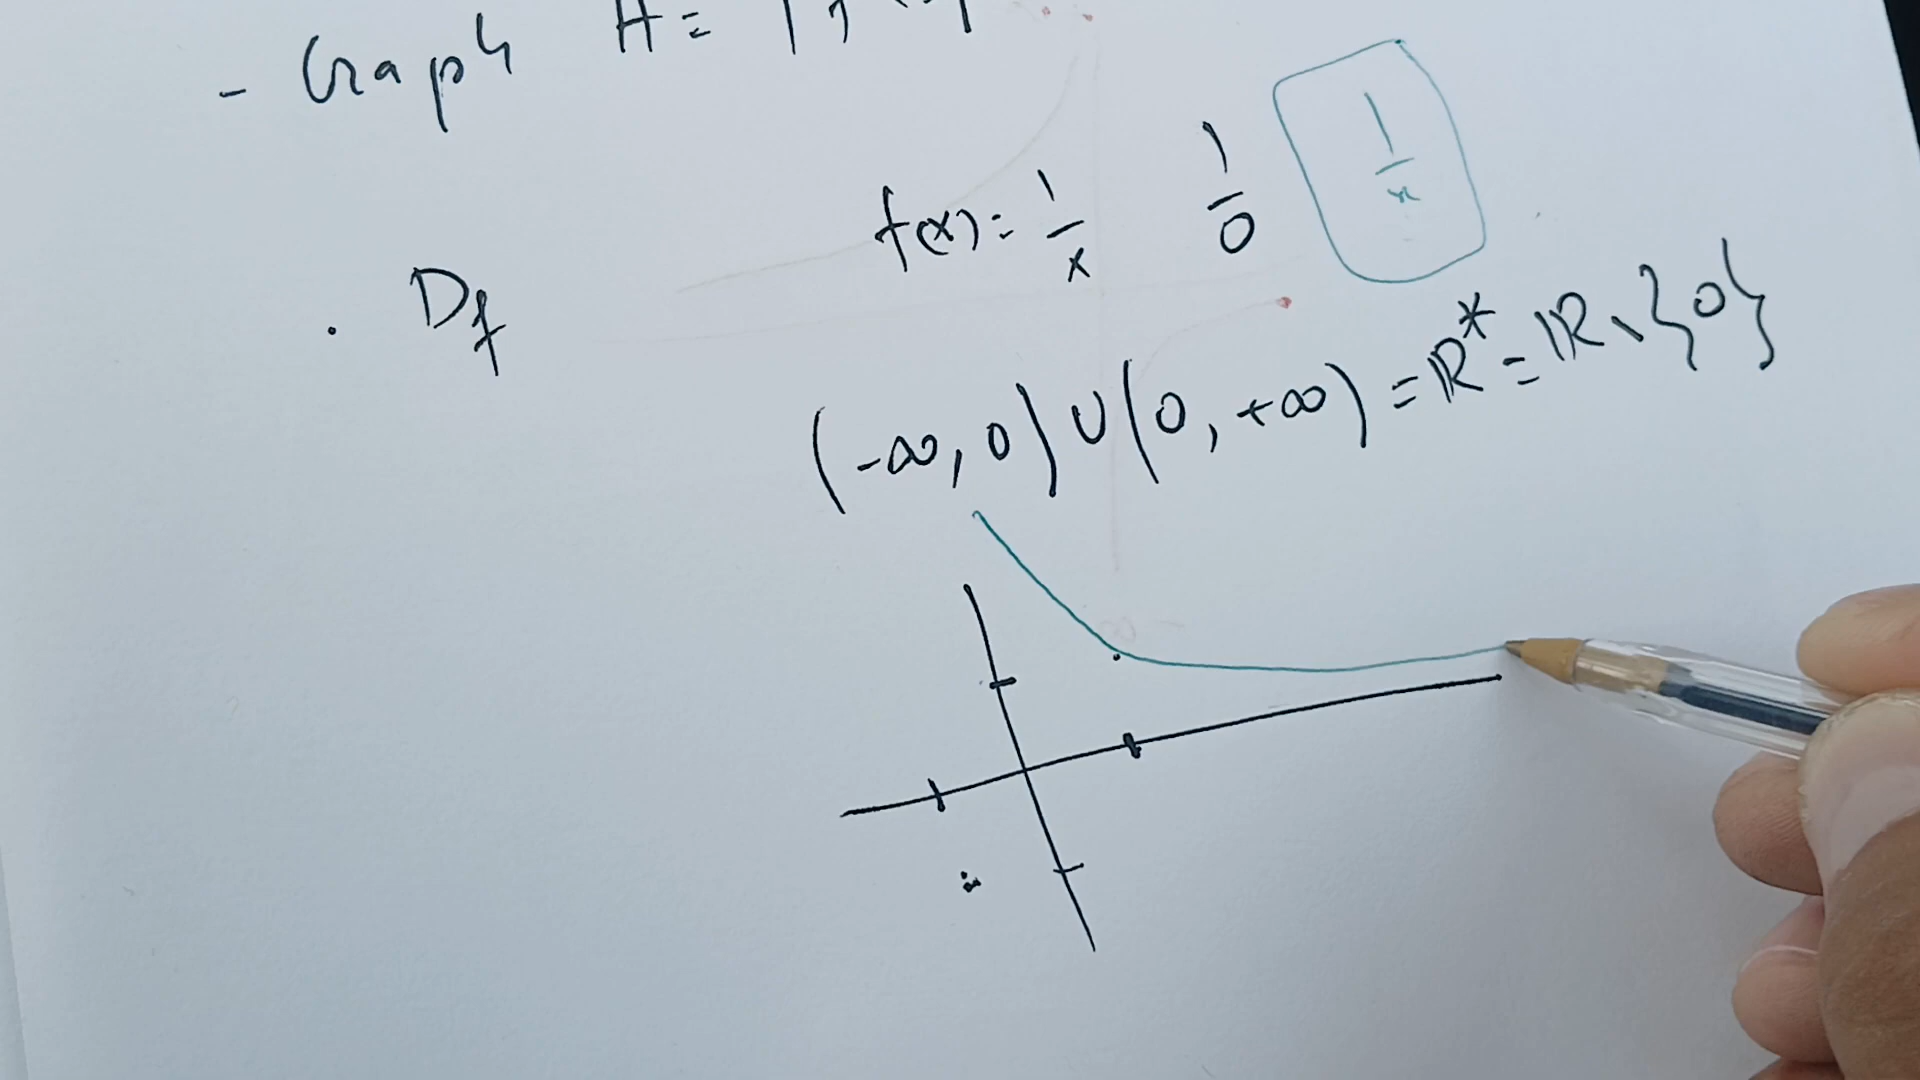 - Graph A =
f(x) = 1/x 1/0 1/x
. Df
(-∞, 0) ∪ (0, +∞) = ℝ* = ℝ \ {0}